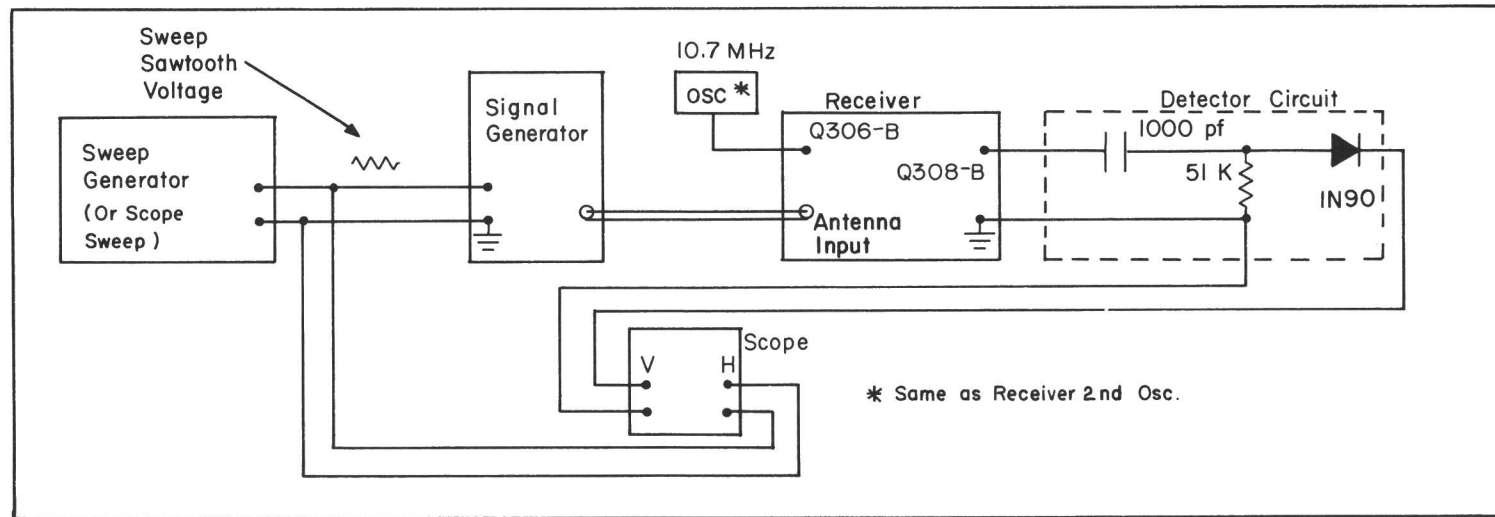 Sweep
Sawtooth
Voltage
Sweep
Generator
(Or Scope
Sweep)
Signal
Generator
10.7 MHz
OSC *
Receiver
Q306-B
Q308-B
Antenna
Input
Detector Circuit
1000 pf
51 K
1N90
Scope
V H
* Same as Receiver 2nd Osc.